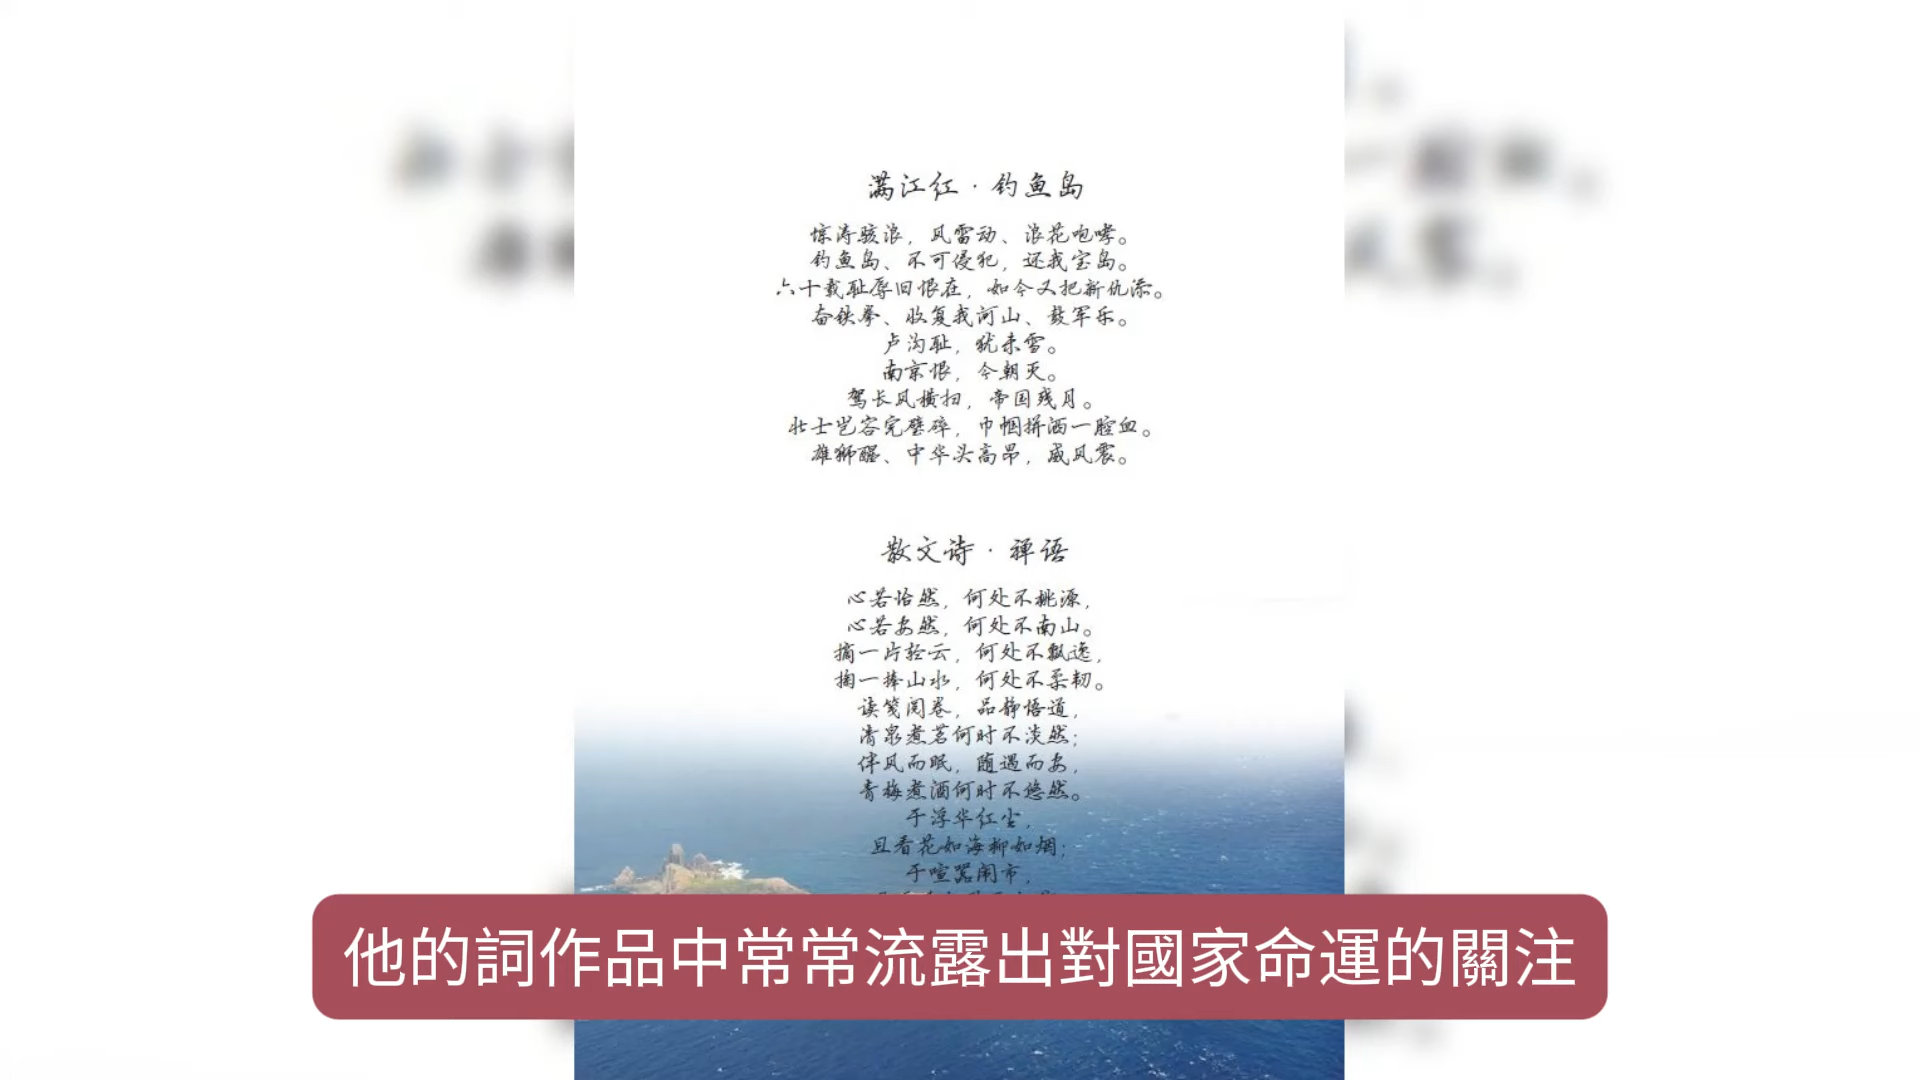 满江红·钓鱼岛
惊涛骇浪，风雷动、浪花咆哮。
钓鱼岛、不可侵犯，还我宝岛。
六十载耻辱旧恨在，如今又把新仇添。
奋铁拳、收复我河山、鼓军乐。
卢沟耻，犹未雪。
南京恨，今朝灭。
驾长风横扫，帝国残月。
壮士岂容完璧碎，巾帼拼洒一腔血。
雄狮醒、中华头高昂，威风震。
散文诗·禅语
心若怡然，何处不桃源，
心若安然，何处不南山。
摘一片轻云，何处不飘逸，
掬一捧山水，何处不柔韧。
读笺阅卷，品静悟道，
清泉煮茗何时不淡然；
伴风而眠，随遇而安，
青梅煮酒何时不悠然。
于浮华红尘，
且看花如海柳如烟；
于喧嚣闹市，
他的詞作品中常常流露出對國家命運的關注